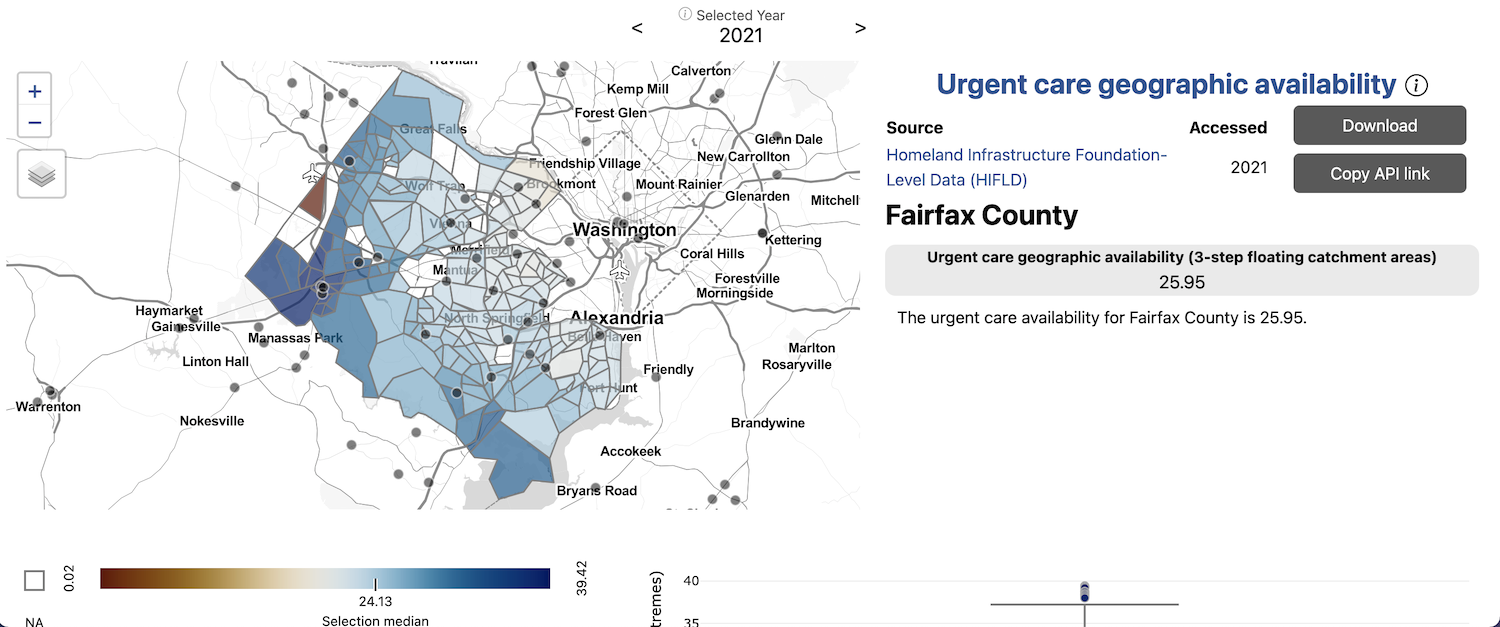 Selected Year
< 2021 >
Travilah
Calverton
Kemp Mill
Forest Glen
Great Falls
Glenn Dale
New Carrollton
Friendship Village
Wolf Trap
Brookmont
Mount Rainier
Glenarden
Mitchell
Vienna
Washington
Kettering
Merrifield
Coral Hills
Mantua
Forestville
Morningside
Haymarket
Gainesville
North Springfield
Alexandria
Manassas Park
Belle Haven
Linton Hall
Marlton
Rosaryville
Friendly
Fort Hunt
Warrenton
Nokesville
Brandywine
Accokeek
Bryans Road
+
−
Urgent care geographic availability
Source
Accessed
Download
Homeland Infrastructure Foundation-
Level Data (HIFLD)
2021
Copy API link
Fairfax County
Urgent care geographic availability (3-step floating catchment areas)
25.95
The urgent care availability for Fairfax County is 25.95.
NA
0.02
39.42
24.13
Selection median
tremes)
40
35